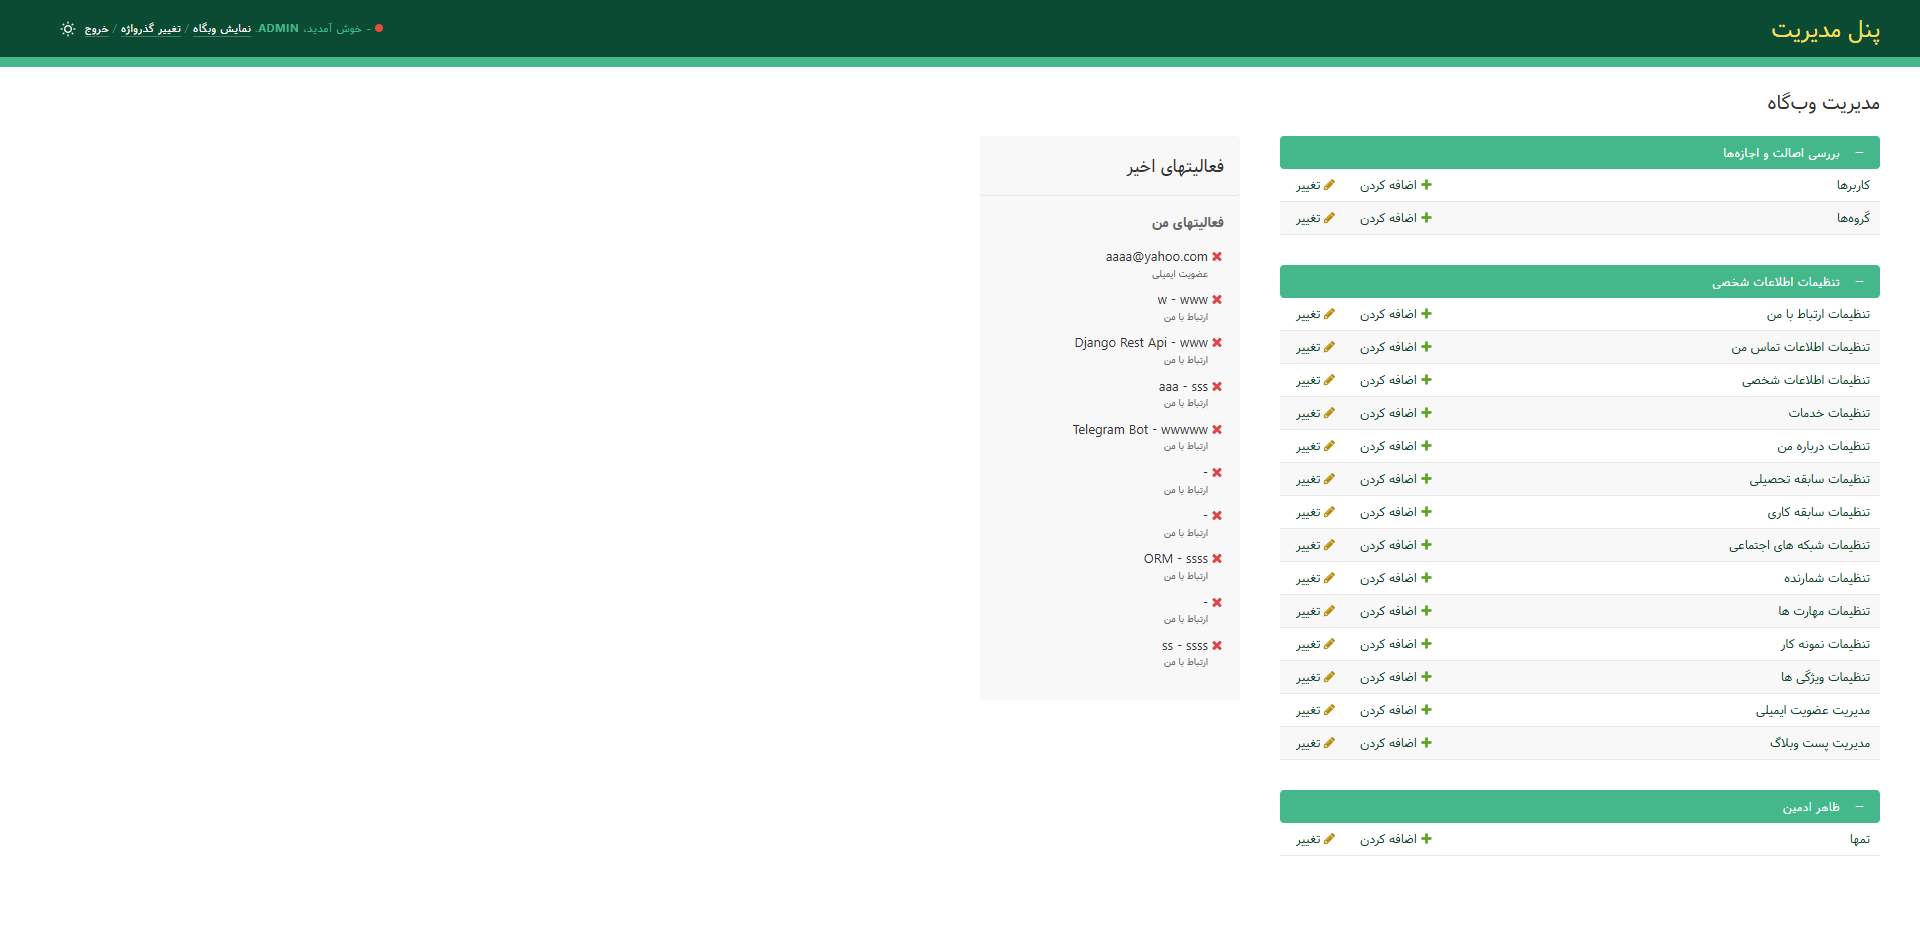 پنل مدیریت
- خوش آمدید، ADMIN. نمایش وبگاه / تغییر گذرواژه / خروج
مدیریت وب‌گاه
– بررسی اصالت و اجازه‌ها
کاربرها اضافه کردن تغییر
گروه‌ها اضافه کردن تغییر
– تنظیمات اطلاعات شخصی
تنظیمات ارتباط با من اضافه کردن تغییر
تنظیمات اطلاعات تماس من اضافه کردن تغییر
تنظیمات اطلاعات شخصی اضافه کردن تغییر
تنظیمات خدمات اضافه کردن تغییر
تنظیمات درباره من اضافه کردن تغییر
تنظیمات سابقه تحصیلی اضافه کردن تغییر
تنظیمات سابقه کاری اضافه کردن تغییر
تنظیمات شبکه های اجتماعی اضافه کردن تغییر
تنظیمات شمارنده اضافه کردن تغییر
تنظیمات مهارت ها اضافه کردن تغییر
تنظیمات نمونه کار اضافه کردن تغییر
تنظیمات ویژگی ها اضافه کردن تغییر
مدیریت عضویت ایمیلی اضافه کردن تغییر
مدیریت پست وبلاگ اضافه کردن تغییر
– ظاهر ادمین
تمها اضافه کردن تغییر
فعالیتهای اخیر
فعالیتهای من
aaaa@yahoo.com
عضویت ایمیلی
w - www
ارتباط با من
Django Rest Api - www
ارتباط با من
aaa - sss
ارتباط با من
Telegram Bot - wwwww
ارتباط با من
-
ارتباط با من
-
ارتباط با من
ORM - ssss
ارتباط با من
-
ارتباط با من
ss - ssss
ارتباط با من